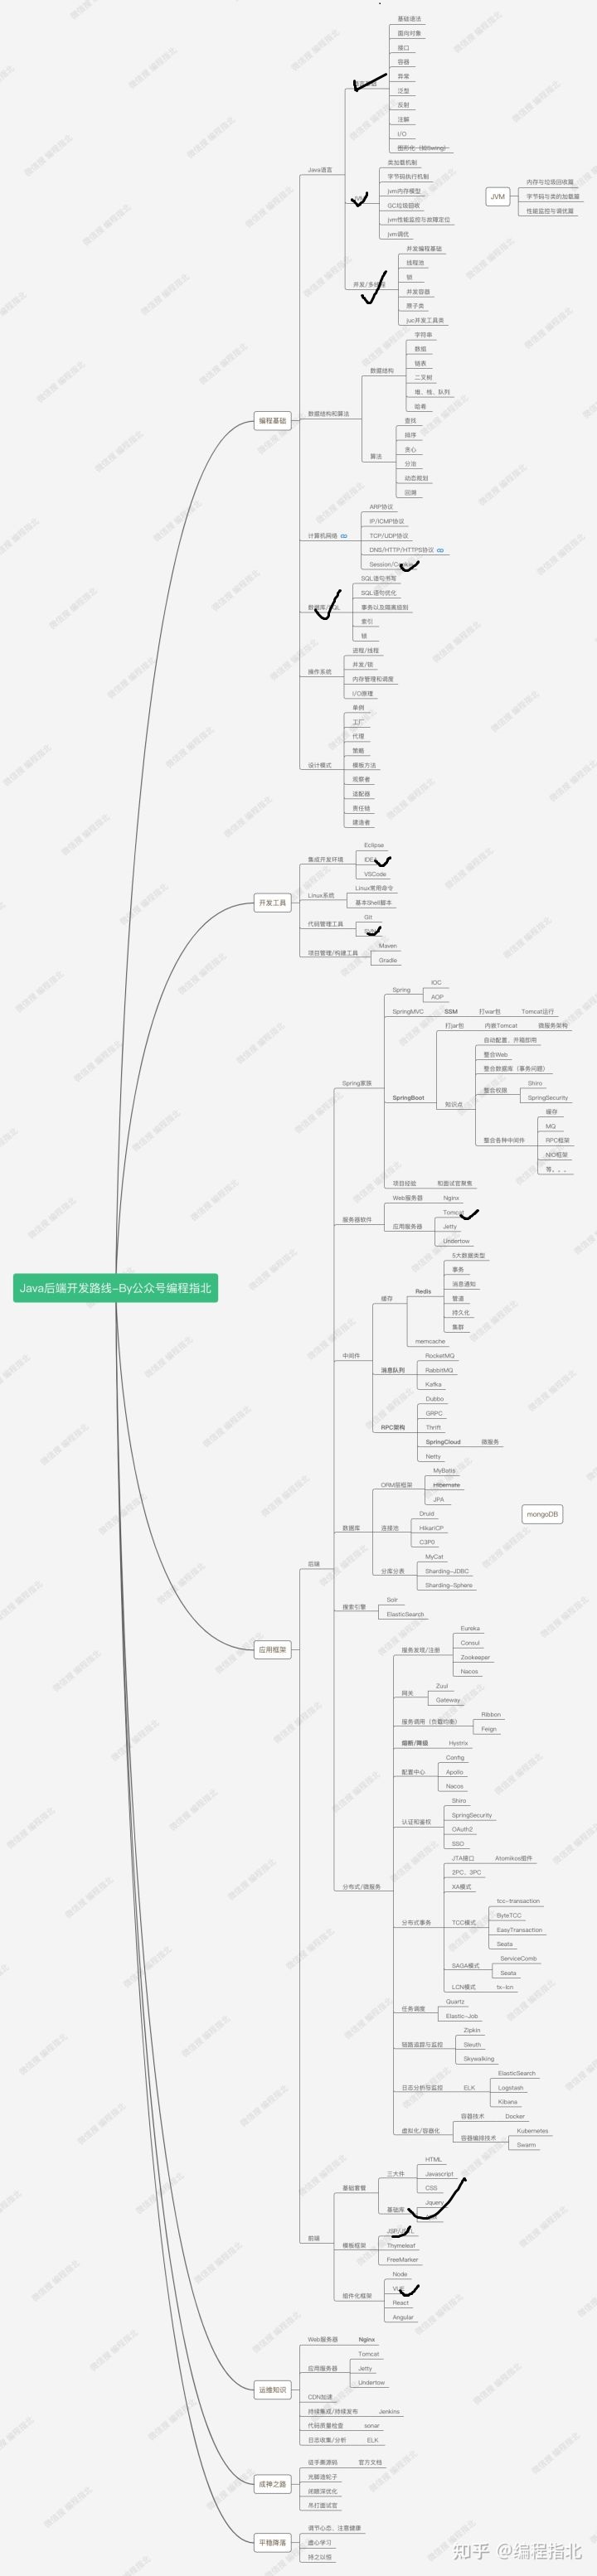 Java后端开发路线-By公众号编程指北
编程基础
Java语言
基础语法
面向对象
接口
容器
异常
泛型
反射
注解
I/O
图形化（如Swing）
类加载机制
字节码执行机制
jvm内存模型
GC垃圾回收
jvm性能监控与故障定位
jvm调优
JVM
内存与垃圾回收篇
字节码与类的加载篇
性能监控与调优篇
并发/多线程
并发编程基础
线程池
锁
并发容器
原子类
juc并发工具类
数据结构和算法
数据结构
字符串
数组
链表
二叉树
堆、栈、队列
哈希
算法
查找
排序
贪心
分治
动态规划
回溯
计算机网络
ARP协议
IP/ICMP协议
TCP/UDP协议
DNS/HTTP/HTTPS协议
Session/
数据库/SQL
SQL语句书写
SQL语句优化
事务以及隔离级别
索引
锁
操作系统
进程/线程
并发/锁
内存管理和调度
I/O原理
设计模式
单例
工厂
代理
策略
模板方法
观察者
适配器
责任链
建造者
开发工具
集成开发环境
Eclipse
IDEA
VSCode
Linux系统
Linux常用命令
基本Shell脚本
代码管理工具
Git
SVN
项目管理/构建工具
Maven
Gradle
应用框架
后端
Spring家族
Spring
IOC
AOP
SpringMVC SSM 打war包 Tomcat运行
SpringBoot
打jar包 内嵌Tomcat 微服务架构
知识点
自动配置、开箱即用
整合Web
整合数据库（事务问题）
整合权限
Shiro
SpringSecurity
整合各种中间件
缓存
MQ
RPC框架
NIO框架
等。。。
项目经验 和面试官聚焦
服务器软件
Web服务器 Nginx
应用服务器
Tomcat
Jetty
Undertow
中间件
缓存
Redis
5大数据类型
事务
消息通知
管道
持久化
集群
memcache
消息队列
RocketMQ
RabbitMQ
Kafka
RPC架构
Dubbo
GRPC
Thrift
SpringCloud 微服务
Netty
数据库
ORM层框架
MyBatis
Hibernate
JPA
连接池
Druid
HikariCP
C3P0
分库分表
MyCat
Sharding-JDBC
Sharding-Sphere
mongoDB
搜索引擎
Solr
ElasticSearch
分布式/微服务
服务发现/注册
Eureka
Consul
Zookeeper
Nacos
网关
Zuul
Gateway
服务调用（负载均衡）
Ribbon
Feign
熔断/降级 Hystrix
配置中心
Config
Apollo
Nacos
认证和鉴权
Shiro
SpringSecurity
OAuth2
SSO
分布式事务
JTA接口 Atomikos组件
2PC、3PC
XA模式
TCC模式
tcc-transaction
ByteTCC
EasyTransaction
Seata
SAGA模式
ServiceComb
Seata
LCN模式 tx-lcn
任务调度
Quartz
Elastic-Job
链路追踪与监控
Zipkin
Sleuth
Skywalking
日志分析与监控 ELK
ElasticSearch
Logstash
Kibana
虚拟化/容器化
容器技术 Docker
容器编排技术
Kubernetes
Swarm
前端
基础套餐
三大件
HTML
Javascript
CSS
基础库
Jquery
模板框架
JSP/JSTL
Thymeleaf
FreeMarker
组件化框架
Node
VUE
React
Angular
运维知识
Web服务器 Nginx
应用服务器
Tomcat
Jetty
Undertow
CDN加速
持续集成/持续发布 Jenkins
代码质量检查 sonar
日志收集/分析 ELK
成神之路
徒手撕源码 官方文档
光脚造轮子
闭眼深优化
吊打面试官
平稳降落
调节心态，注意健康
虚心学习
持之以恒
知乎 @编程指北